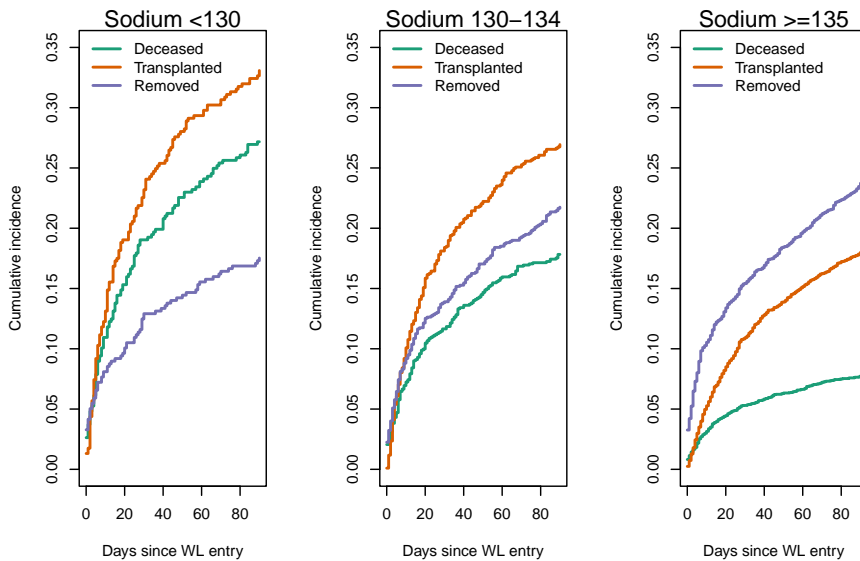 Sodium <130
Deceased
Transplanted
Removed
Cumulative incidence
0.00
0.05
0.10
0.15
0.20
0.25
0.30
0.35
0 20 40 60 80
Days since WL entry
Sodium 130−134
Deceased
Transplanted
Removed
Cumulative incidence
0.00
0.05
0.10
0.15
0.20
0.25
0.30
0.35
0 20 40 60 80
Days since WL entry
Sodium >=135
Deceased
Transplanted
Removed
Cumulative incidence
0.00
0.05
0.10
0.15
0.20
0.25
0.30
0.35
0 20 40 60 80
Days since WL entry